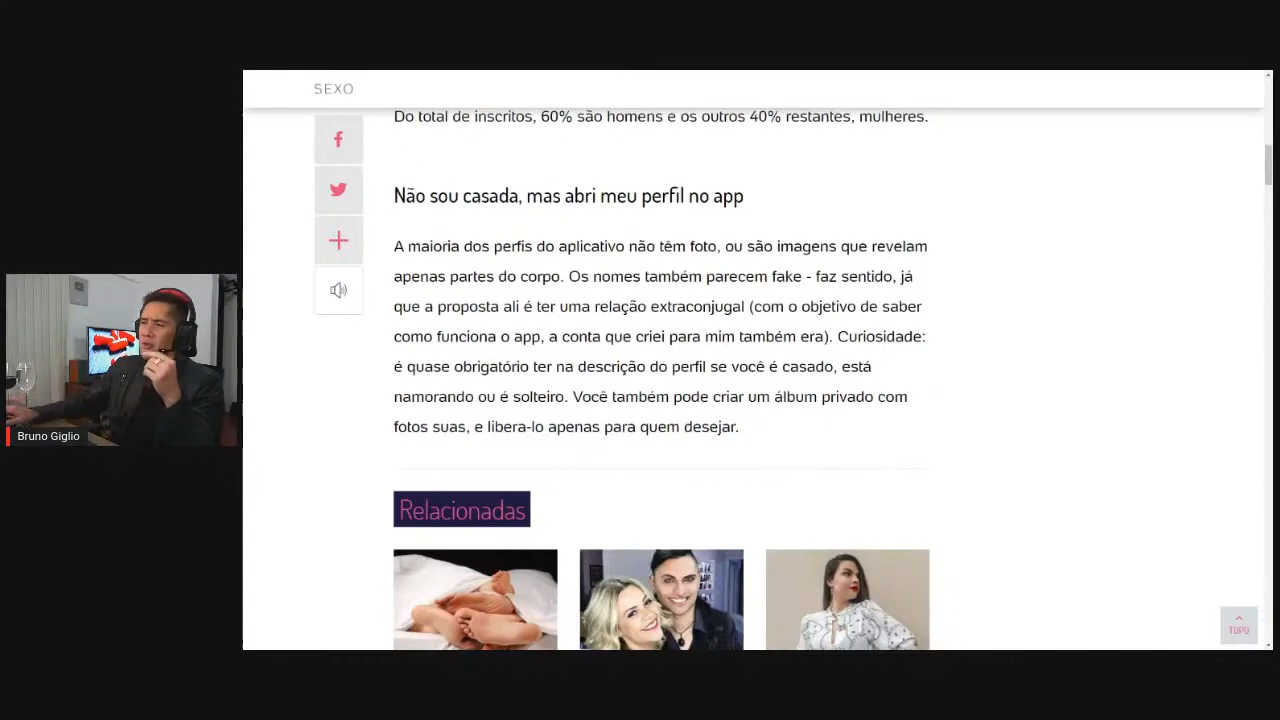 SEXO
Do total de inscritos, 60% são homens e os outros 40% restantes, mulheres.
Não sou casada, mas abri meu perfil no app
A maioria dos perfis do aplicativo não têm foto, ou são imagens que revelam
apenas partes do corpo. Os nomes também parecem fake - faz sentido, já
que a proposta ali é ter uma relação extraconjugal (com o objetivo de saber
como funciona o app, a conta que criei para mim também era). Curiosidade:
é quase obrigatório ter na descrição do perfil se você é casado, está
namorando ou é solteiro. Você também pode criar um álbum privado com
fotos suas, e libera-lo apenas para quem desejar.
Bruno Giglio
Relacionadas
TOPO